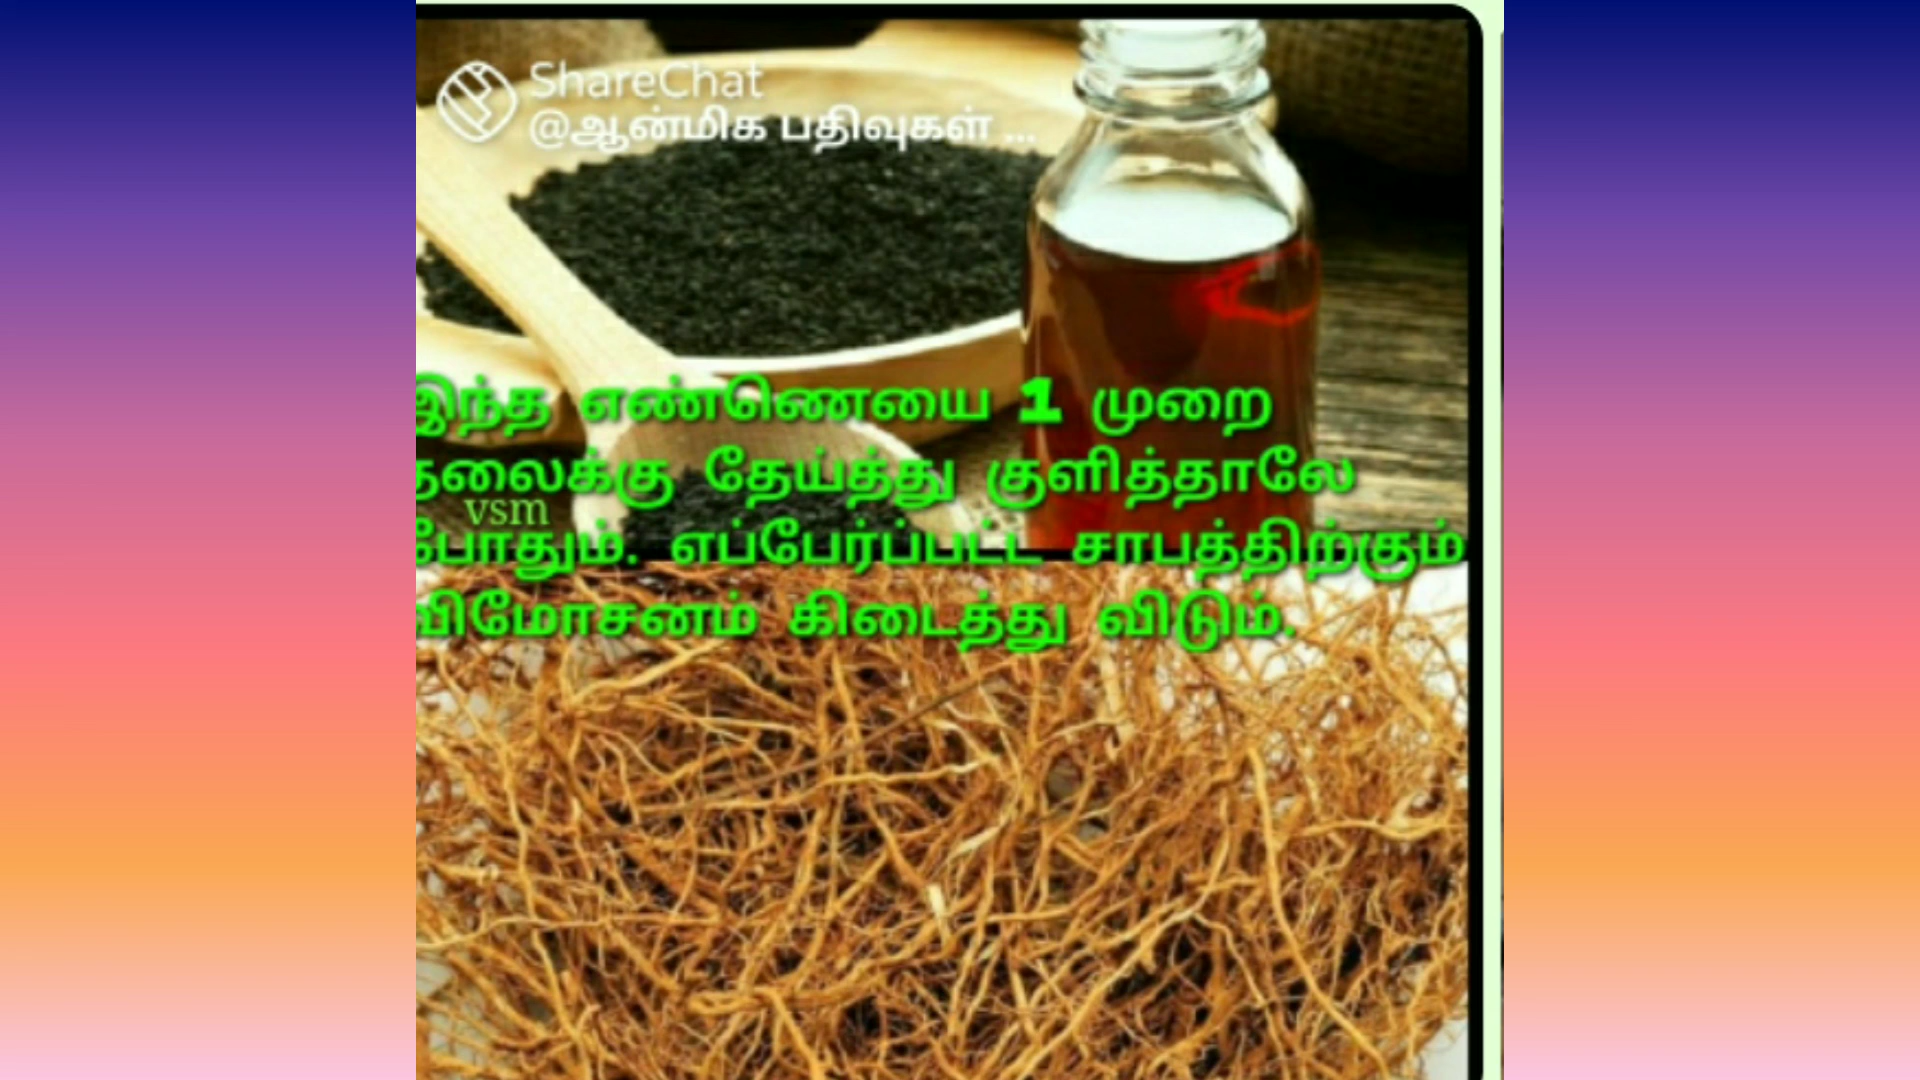 ShareChat
@ஆன்மிக பதிவுகள் ...
இந்த எண்ணெயை 1 முறை
தலைக்கு தேய்த்து குளித்தாலே
vsm
போதும். எப்பேர்ப்பட்ட சாபத்திற்கும்
விமோசனம் கிடைத்து விடும்.